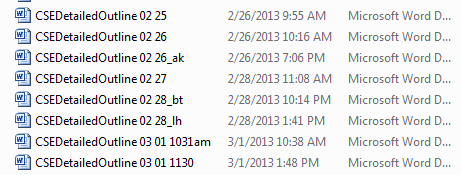 CSEDetailedOutline 02 25 2/26/2013 9:55 AM Microsoft Word D...
CSEDetailedOutline 02 26 2/26/2013 10:16 AM Microsoft Word D...
CSEDetailedOutline 02 26_ak 2/26/2013 7:06 PM Microsoft Word D...
CSEDetailedOutline 02 27 2/28/2013 11:08 AM Microsoft Word D...
CSEDetailedOutline 02 28_bt 2/28/2013 10:14 PM Microsoft Word D...
CSEDetailedOutline 02 28_lh 2/28/2013 1:41 PM Microsoft Word D...
CSEDetailedOutline 03 01 1031am 3/1/2013 10:38 AM Microsoft Word D...
CSEDetailedOutline 03 01 1130 3/1/2013 1:48 PM Microsoft Word D...